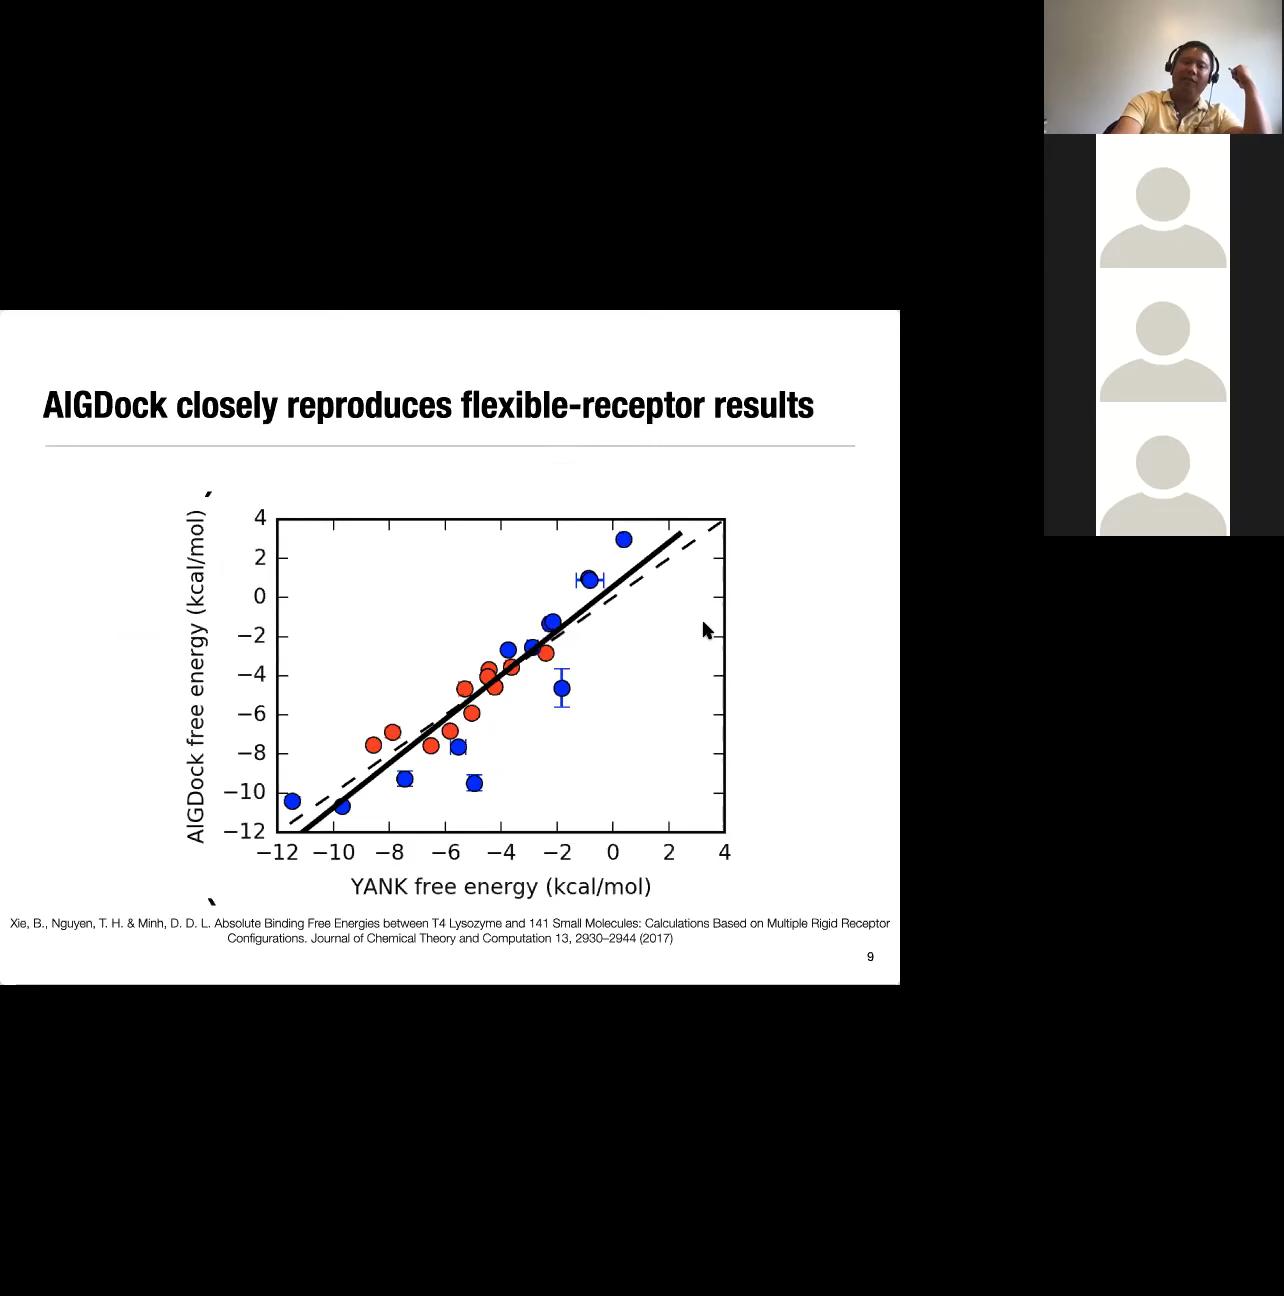 AlGDock closely reproduces flexible-receptor results
AlGDock free energy (kcal/mol)
4
2
0
−2
−4
−6
−8
−10
−12
−12 −10 −8 −6 −4 −2 0 2 4
YANK free energy (kcal/mol)
Xie, B., Nguyen, T. H. & Minh, D. D. L. Absolute Binding Free Energies between T4 Lysozyme and 141 Small Molecules: Calculations Based on Multiple Rigid Receptor
Configurations. Journal of Chemical Theory and Computation 13, 2930–2944 (2017)
9